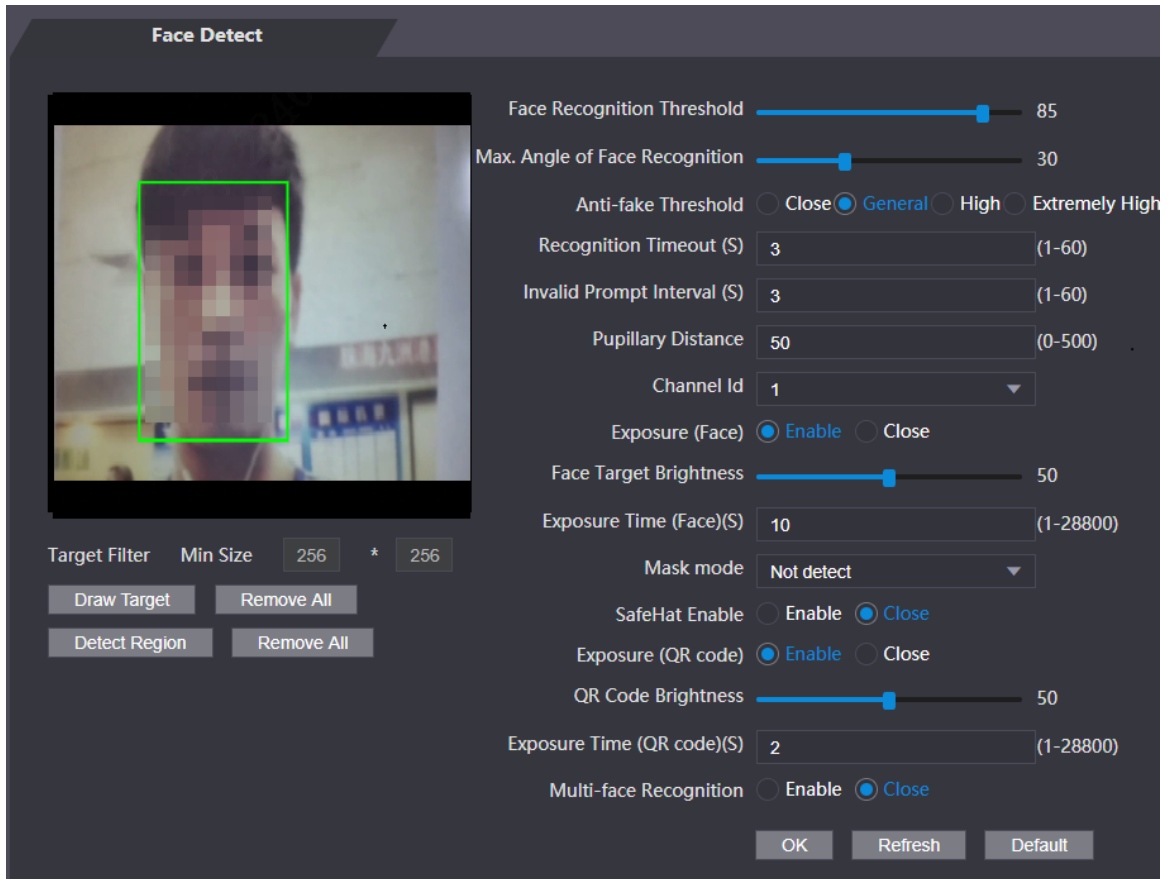 Face Detect
Face Recognition Threshold 85
Max. Angle of Face Recognition 30
Anti-fake Threshold Close General High Extremely High
Recognition Timeout (S) 3 (1-60)
Invalid Prompt Interval (S) 3 (1-60)
Pupillary Distance 50 (0-500)
Channel Id 1
Exposure (Face) Enable Close
Face Target Brightness 50
Exposure Time (Face)(S) 10 (1-28800)
Mask mode Not detect
SafeHat Enable Enable Close
Exposure (QR code) Enable Close
QR Code Brightness 50
Exposure Time (QR code)(S) 2 (1-28800)
Multi-face Recognition Enable Close
OK Refresh Default
Target Filter Min Size 256 * 256
Draw Target Remove All
Detect Region Remove All